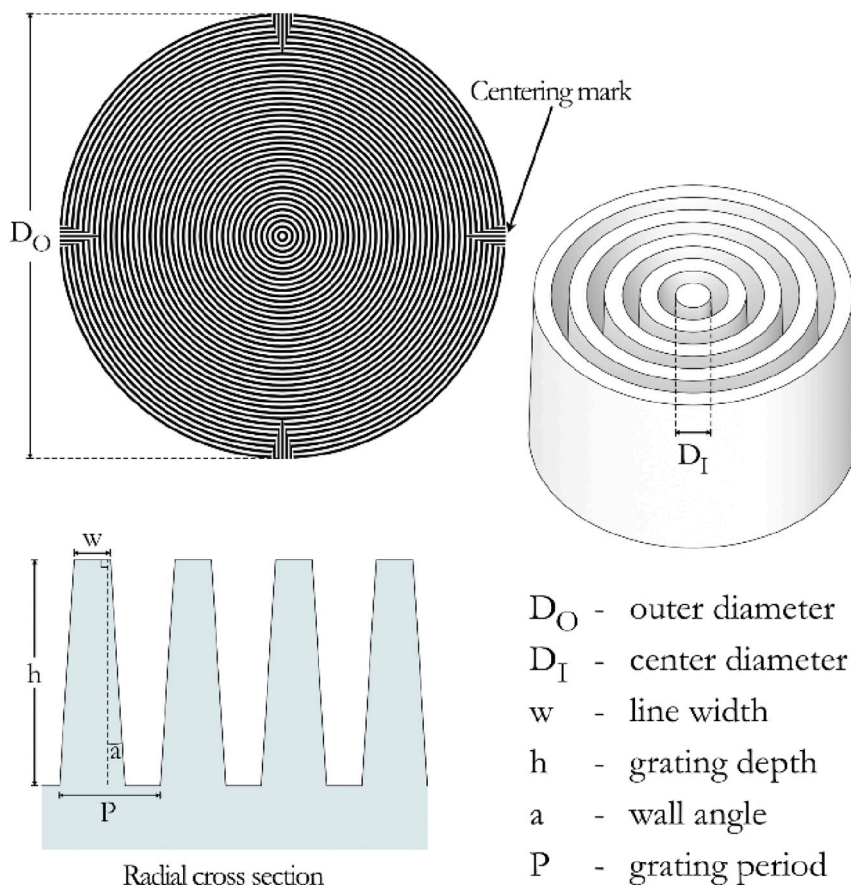 Centering mark
D_O
D_I
w
h
a
P
Radial cross section
D_O - outer diameter
D_I - center diameter
w - line width
h - grating depth
a - wall angle
P - grating period